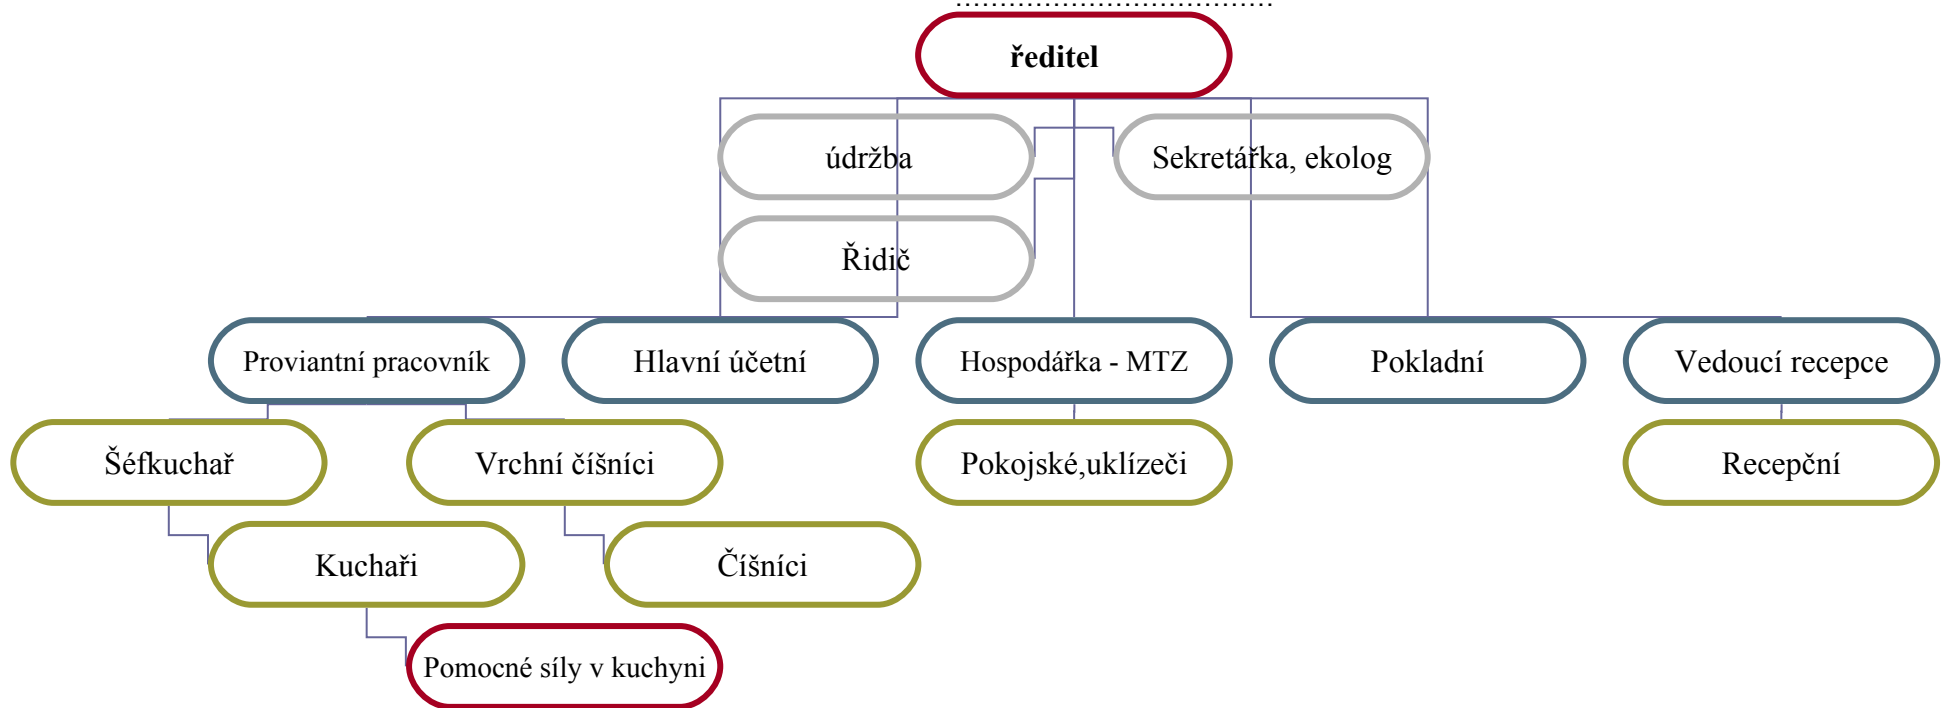 ....................................
ředitel
údržba
Sekretářka, ekolog
Řidič
Proviantní pracovník
Hlavní účetní
Hospodářka - MTZ
Pokladní
Vedoucí recepce
Šéfkuchař
Vrchní číšníci
Pokojské,uklízeči
Recepční
Kuchaři
Číšníci
Pomocné síly v kuchyni